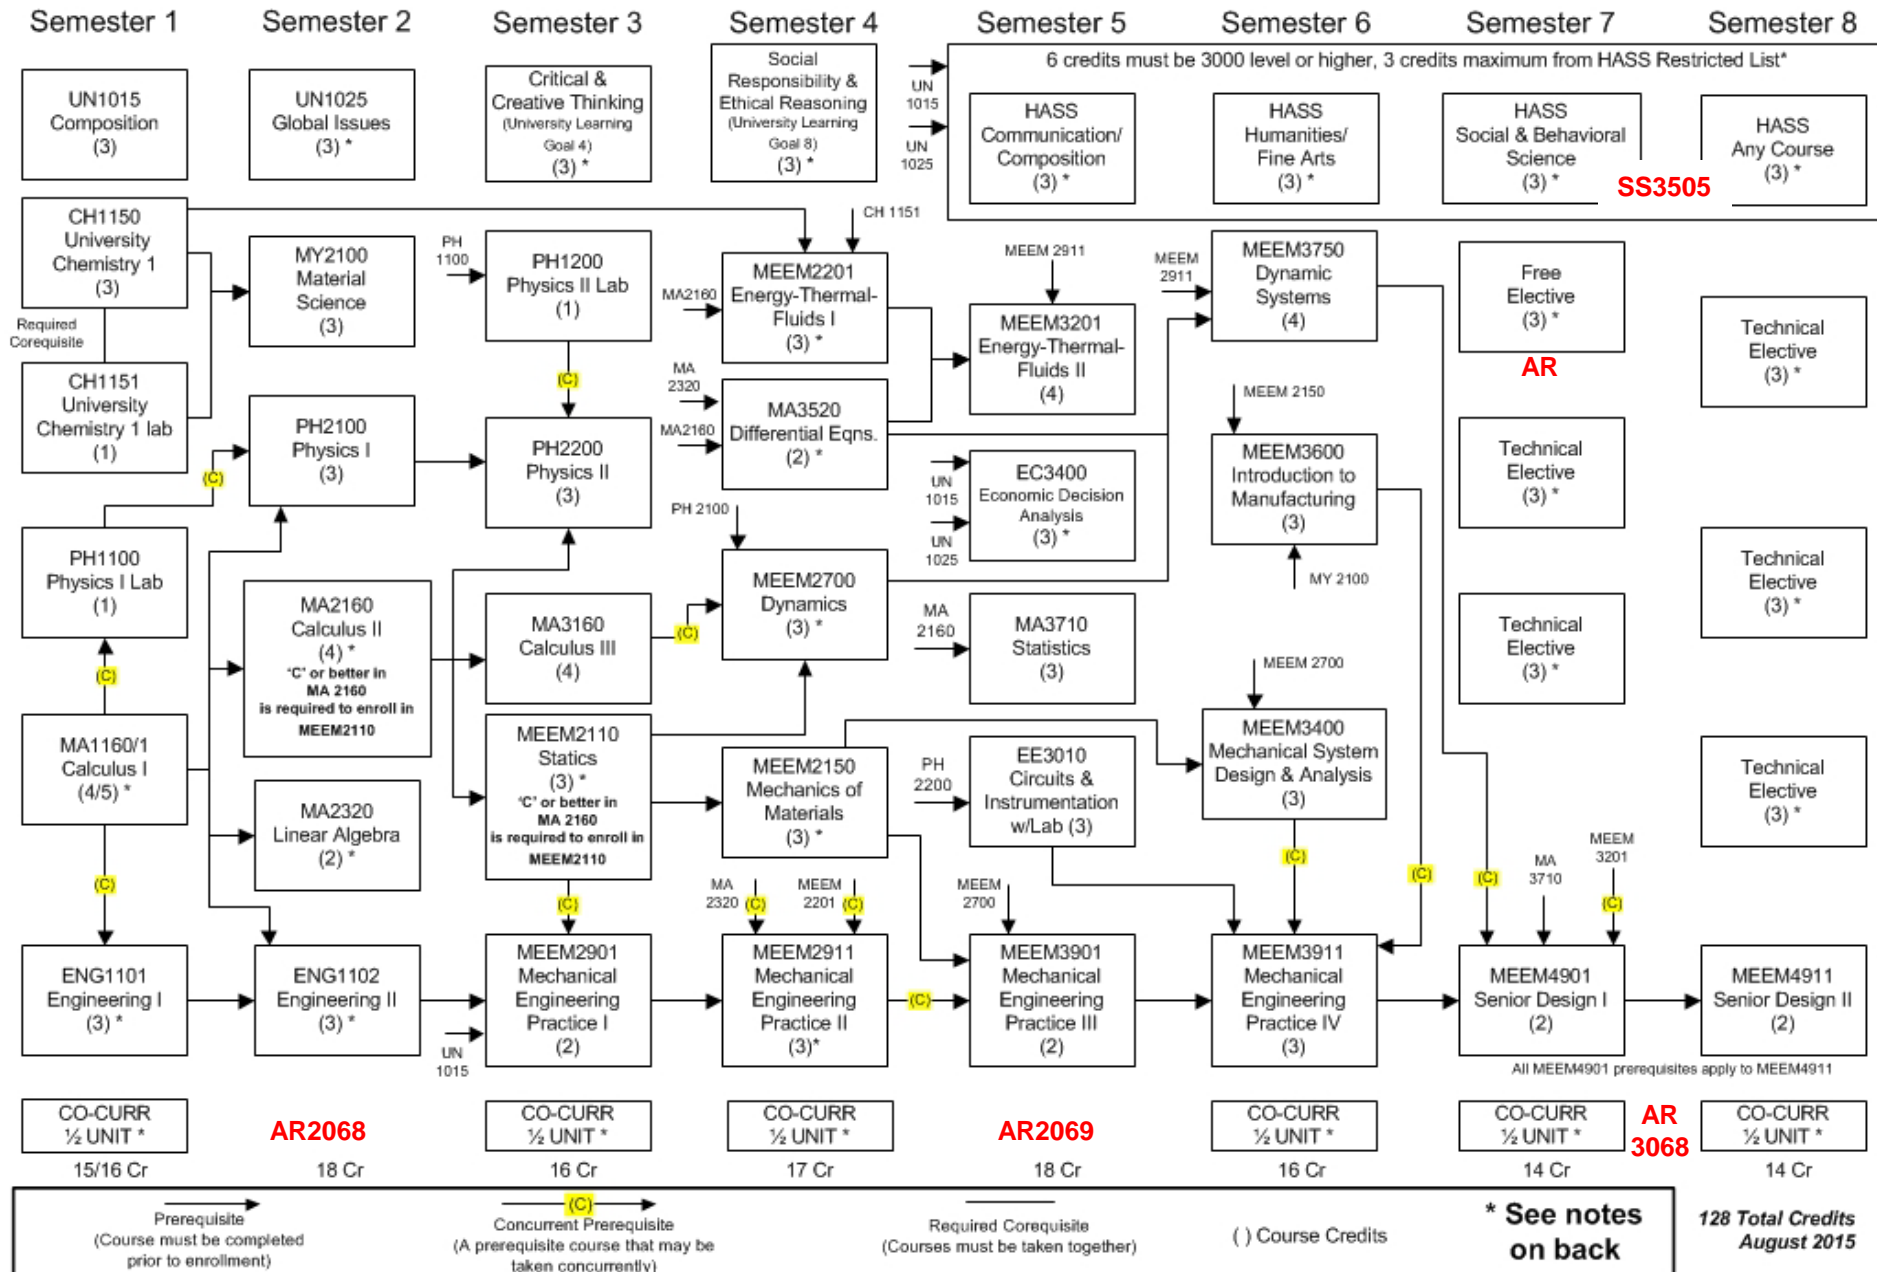 Semester 1
Semester 2
Semester 3
Semester 4
Semester 5
Semester 6
Semester 7
Semester 8
UN1015
Composition
(3)
UN1025
Global Issues
(3) *
Critical &
Creative Thinking
(University Learning
Goal 4)
(3) *
Social
Responsibility &
Ethical Reasoning
(University Learning
Goal 8)
(3) *
UN
1015
UN
1025
6 credits must be 3000 level or higher, 3 credits maximum from HASS Restricted List*
HASS
Communication/
Composition
(3) *
HASS
Humanities/
Fine Arts
(3) *
HASS
Social & Behavioral
Science
(3) *
SS3505
HASS
Any Course
(3) *
CH1150
University
Chemistry 1
(3)
Required
Corequisite
CH1151
University
Chemistry 1 lab
(1)
MY2100
Material
Science
(3)
PH
1100
PH1200
Physics II Lab
(1)
(C)
CH 1151
MA2160
MEEM2201
Energy-Thermal-
Fluids I
(3) *
MEEM 2911
MEEM3201
Energy-Thermal-
Fluids II
(4)
MEEM
2911
MEEM3750
Dynamic
Systems
(4)
Free
Elective
(3) *
AR
Technical
Elective
(3) *
(C)
PH2100
Physics I
(3)
PH2200
Physics II
(3)
MA
2320
MA2160
MA3520
Differential Eqns.
(2) *
UN
1015
UN
1025
EC3400
Economic Decision
Analysis
(3) *
MEEM 2150
MEEM3600
Introduction to
Manufacturing
(3)
MY 2100
Technical
Elective
(3) *
Technical
Elective
(3) *
PH1100
Physics I Lab
(1)
(C)
MA2160
Calculus II
(4) *
'C' or better in
MA 2160
is required to enroll in
MEEM2110
MA3160
Calculus III
(4)
(C)
PH 2100
MEEM2700
Dynamics
(3) *
MA
2160
MA3710
Statistics
(3)
MEEM 2700
MEEM3400
Mechanical System
Design & Analysis
(3)
(C)
Technical
Elective
(3) *
Technical
Elective
(3) *
MA1160/1
Calculus I
(4/5) *
(C)
MA2320
Linear Algebra
(2) *
MEEM2110
Statics
(3) *
'C' or better in
MA 2160
is required to enroll in
MEEM2110
(C)
MEEM2150
Mechanics of
Materials
(3) *
PH
2200
EE3010
Circuits &
Instrumentation
w/Lab (3)
(C)
(C)
MA
3710
MEEM
3201
(C)
ENG1101
Engineering I
(3) *
ENG1102
Engineering II
(3) *
UN
1015
MEEM2901
Mechanical
Engineering
Practice I
(2)
MA
2320
(C)
MEEM
2201
(C)
MEEM2911
Mechanical
Engineering
Practice II
(3)*
(C)
MEEM
2700
MEEM3901
Mechanical
Engineering
Practice III
(2)
MEEM3911
Mechanical
Engineering
Practice IV
(3)
MEEM4901
Senior Design I
(2)
MEEM4911
Senior Design II
(2)
All MEEM4901 prerequisites apply to MEEM4911
CO-CURR
½ UNIT *
AR2068
CO-CURR
½ UNIT *
CO-CURR
½ UNIT *
AR2069
CO-CURR
½ UNIT *
CO-CURR
½ UNIT *
AR
3068
CO-CURR
½ UNIT *
15/16 Cr
18 Cr
16 Cr
17 Cr
18 Cr
16 Cr
14 Cr
14 Cr
Prerequisite
(Course must be completed
prior to enrollment)
(C)
Concurrent Prerequisite
(A prerequisite course that may be
taken concurrently)
Required Corequisite
(Courses must be taken together)
( ) Course Credits
* See notes
on back
128 Total Credits
August 2015